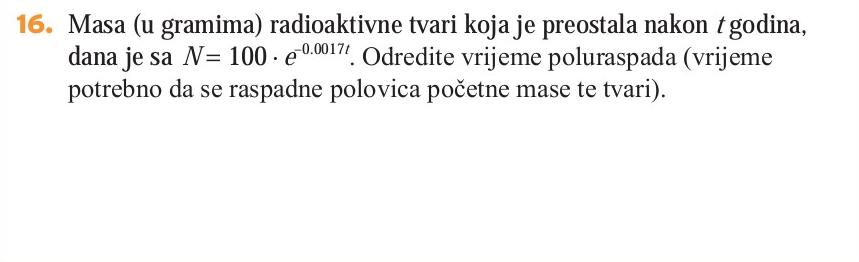 16. Masa (u gramima) radioaktivne tvari koja je preostala nakon t godina,
dana je sa N = 100 · e^{-0.0017t}. Odredite vrijeme poluraspada (vrijeme
potrebno da se raspadne polovica početne mase te tvari).